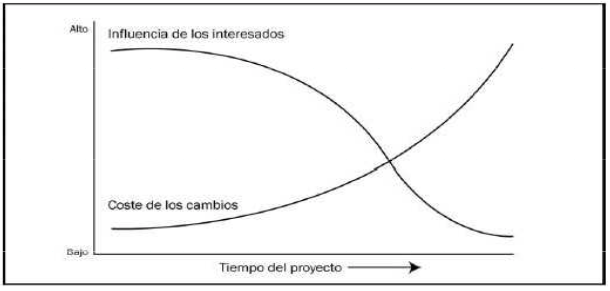 Alto
Influencia de los interesados
Coste de los cambios
Bajo
Tiempo del proyecto